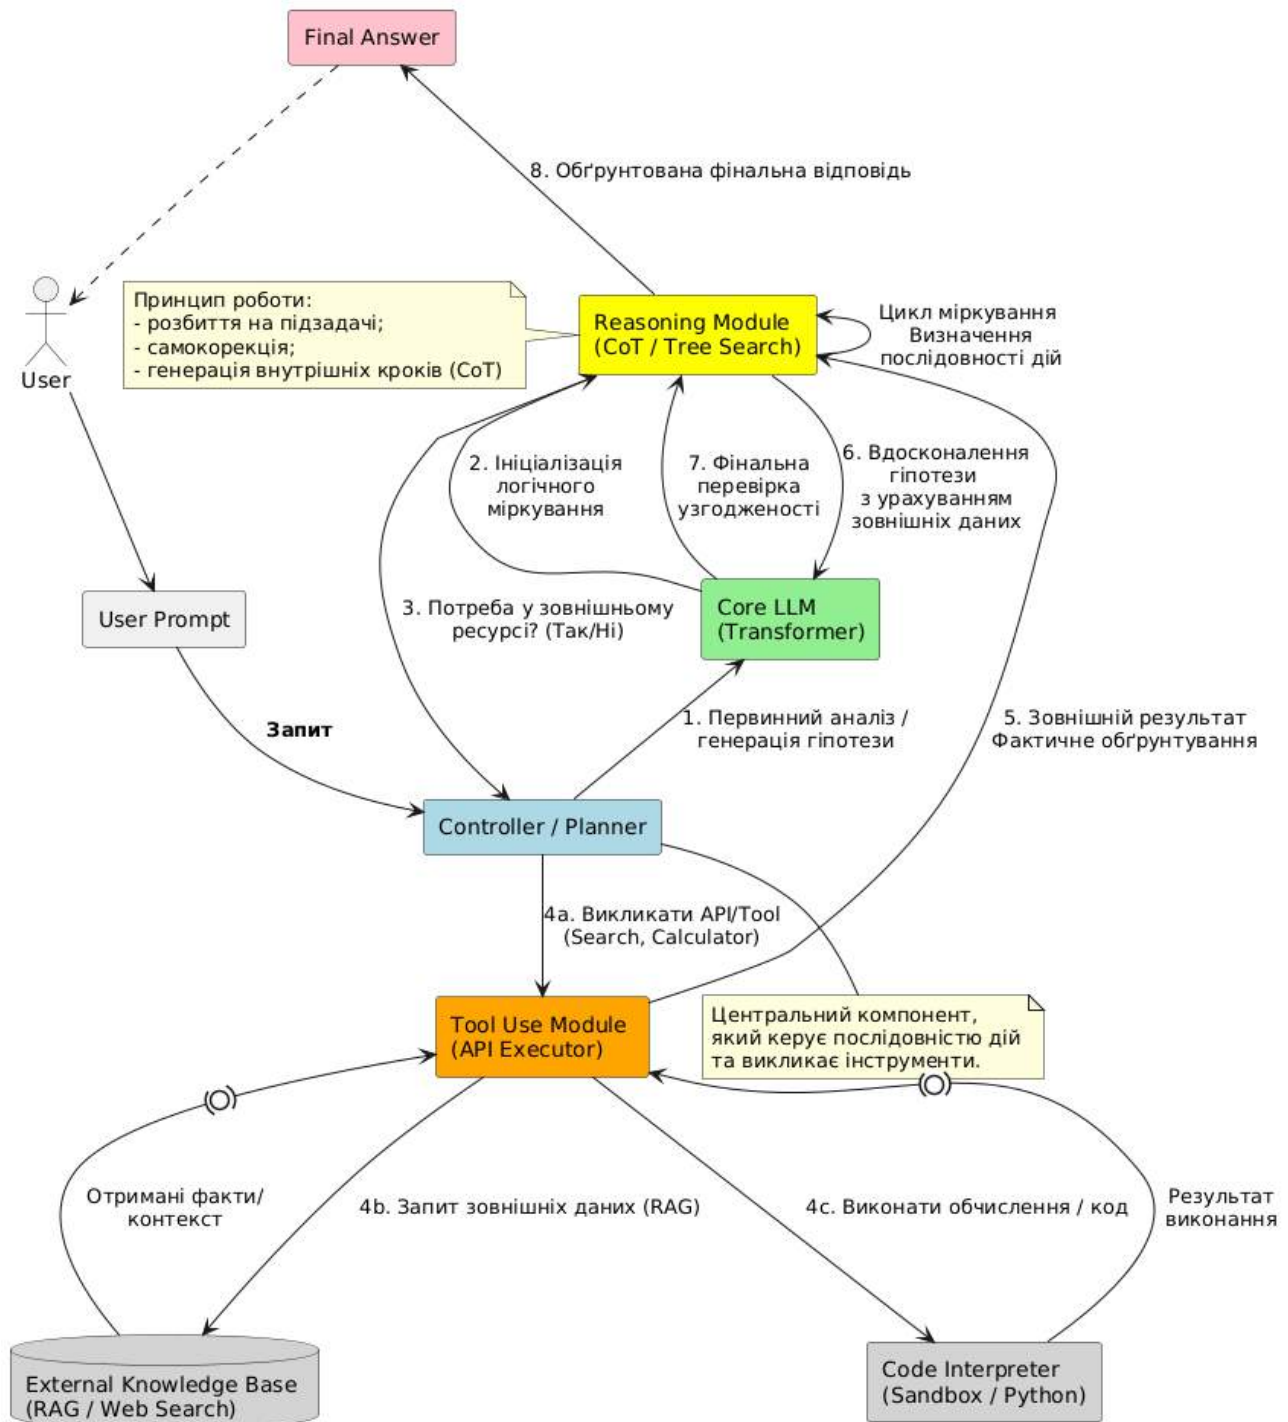 Final Answer
8. Обґрунтована фінальна відповідь
Принцип роботи:
- розбиття на підзадачі;
- самокорекція;
- генерація внутрішніх кроків (CoT)
Reasoning Module
(CoT / Tree Search)
Цикл міркування
Визначення
послідовності дій
User
2. Ініціалізація
логічного
міркування
7. Фінальна
перевірка
узгодженості
6. Вдосконалення
гіпотези
з урахуванням
зовнішніх даних
User Prompt
3. Потреба у зовнішньому
ресурсі? (Так/Ні)
Core LLM
(Transformer)
Запит
1. Первинний аналіз /
генерація гіпотези
5. Зовнішній результат
Фактичне обґрунтування
Controller / Planner
4a. Викликати API/Tool
(Search, Calculator)
Tool Use Module
(API Executor)
Центральний компонент,
який керує послідовністю дій
та викликає інструменти.
Отримані факти/
контекст
4b. Запит зовнішніх даних (RAG)
4c. Виконати обчислення / код
Результат
виконання
External Knowledge Base
(RAG / Web Search)
Code Interpreter
(Sandbox / Python)